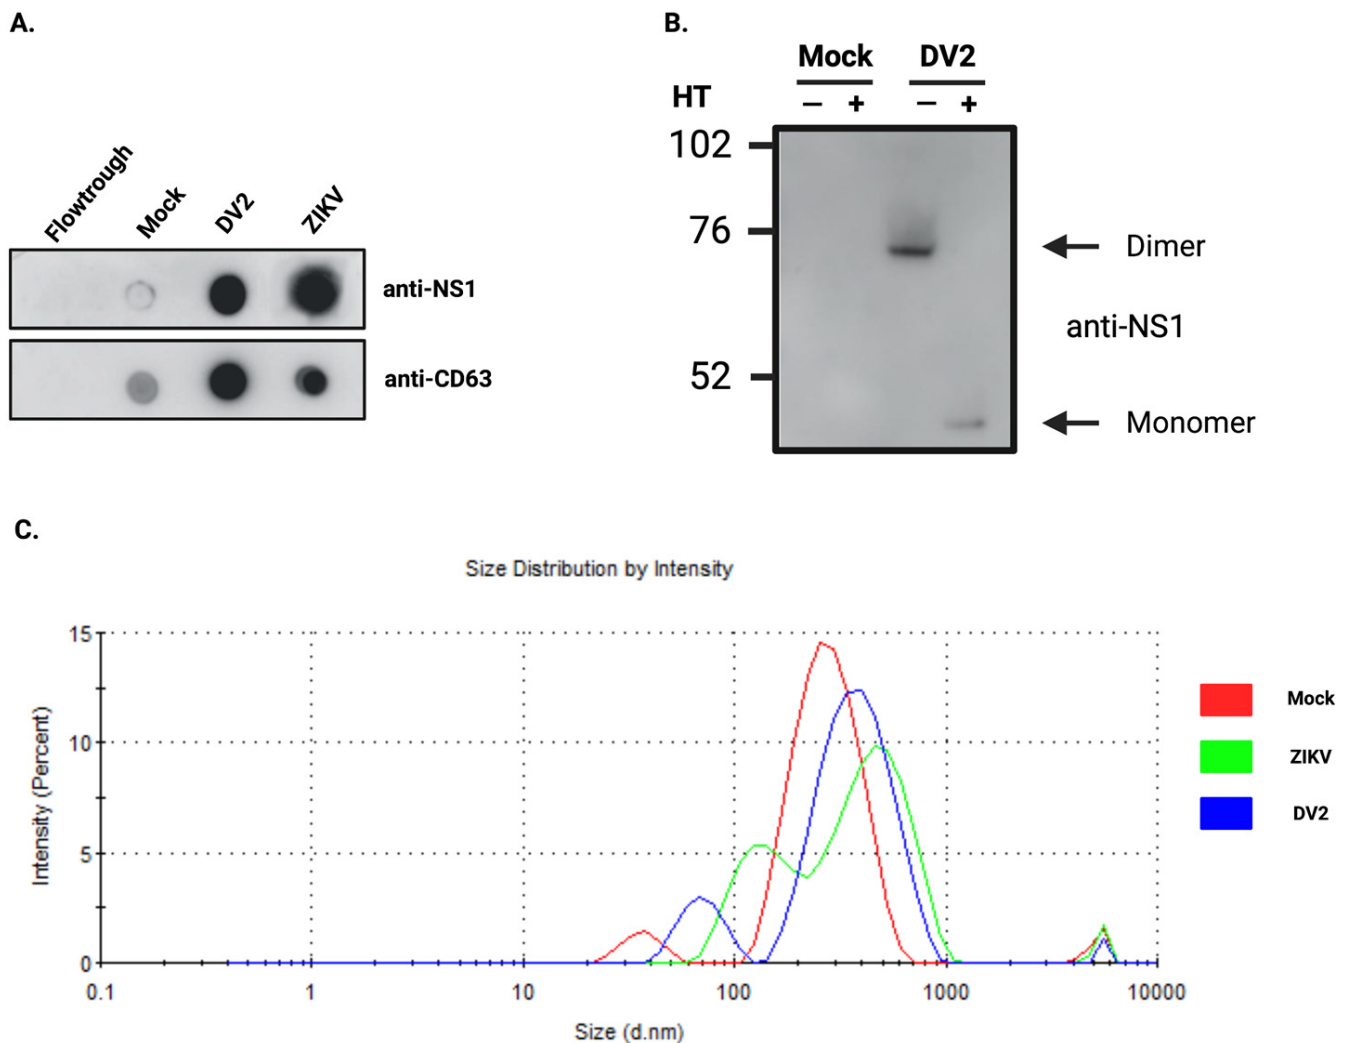 A.
Flowtrough
Mock
DV2
ZIKV
anti-NS1
anti-CD63
B.
Mock DV2
HT – + – +
102
76
52
Dimer
anti-NS1
Monomer
C.
Size Distribution by Intensity
Intensity (Percent)
15
10
5
0
0.1 1 10 100 1000 10000
Size (d.nm)
Mock
ZIKV
DV2